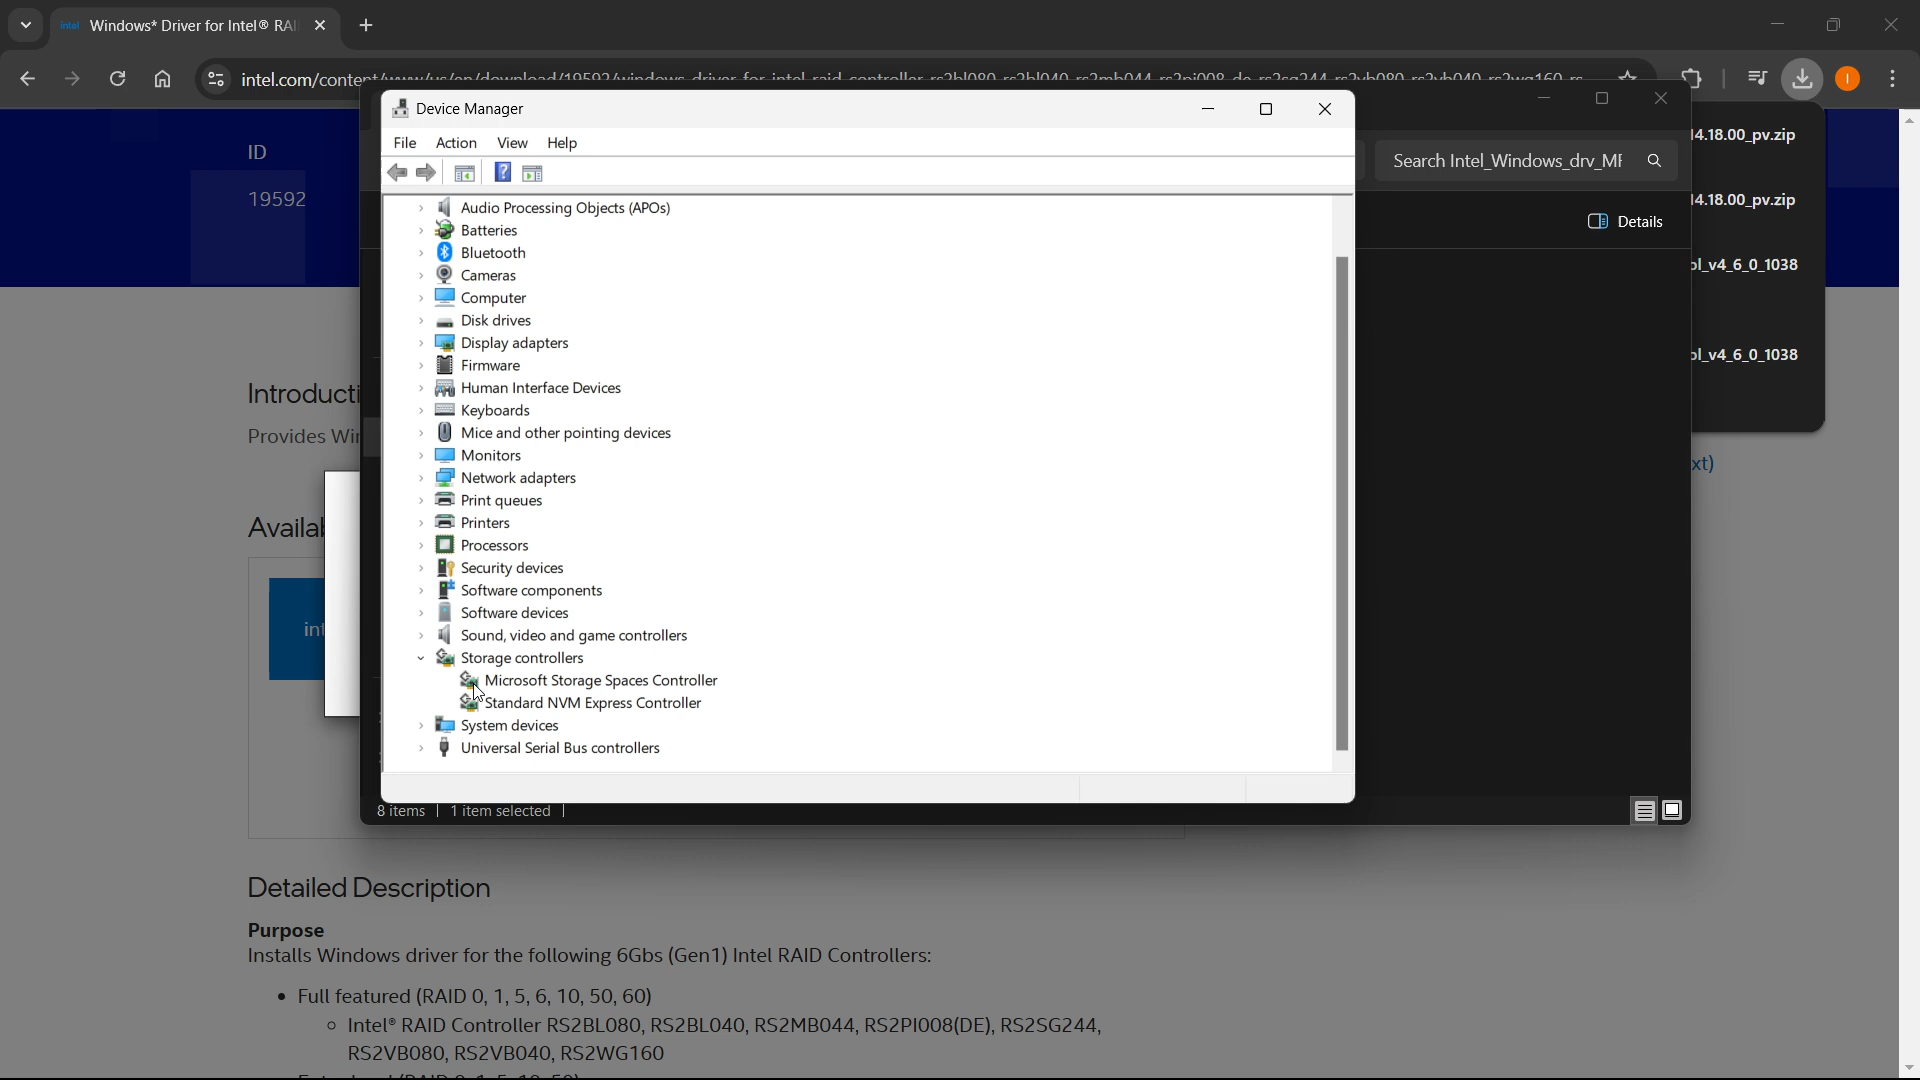 intel Windows* Driver for Intel® RAI
Device Manager
File Action View Help
Search Intel_Windows_drv_MF
Details
Audio Processing Objects (APOs)
Batteries
Bluetooth
Cameras
Computer
Disk drives
Display adapters
Firmware
Human Interface Devices
Keyboards
Mice and other pointing devices
Monitors
Network adapters
Print queues
Printers
Processors
Security devices
Software components
Software devices
Sound, video and game controllers
Storage controllers
Microsoft Storage Spaces Controller
Standard NVM Express Controller
System devices
Universal Serial Bus controllers
8 items 1 item selected
I
4.18.00_pv.zip
4.18.00_pv.zip
ol_v4_6_0_1038
ol_v4_6_0_1038
xt)
ID
19592
Introducti
Provides Wi
Availa
int
Detailed Description
Purpose
Installs Windows driver for the following 6Gbs (Gen1) Intel RAID Controllers:
• Full featured (RAID 0, 1, 5, 6, 10, 50, 60)
Intel® RAID Controller RS2BL080, RS2BL040, RS2MB044, RS2PI008(DE), RS2SG244,
RS2VB080, RS2VB040, RS2WG160